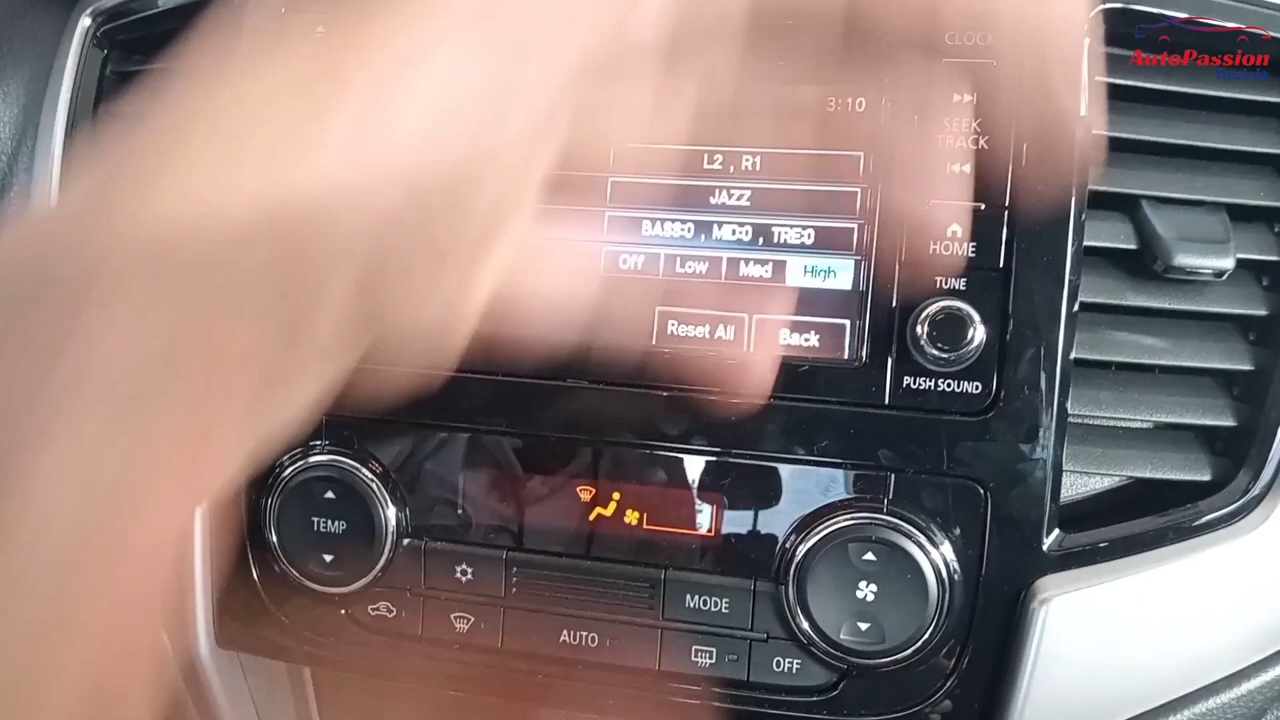 AutoPassion
CLOCK
3:10
SEEK
TRACK
L2 , R1
JAZZ
BASS:0 , MID:0 , TRE:0
Off Low Med High
HOME
TUNE
Reset All Back
PUSH SOUND
TEMP
MODE
AUTO
OFF